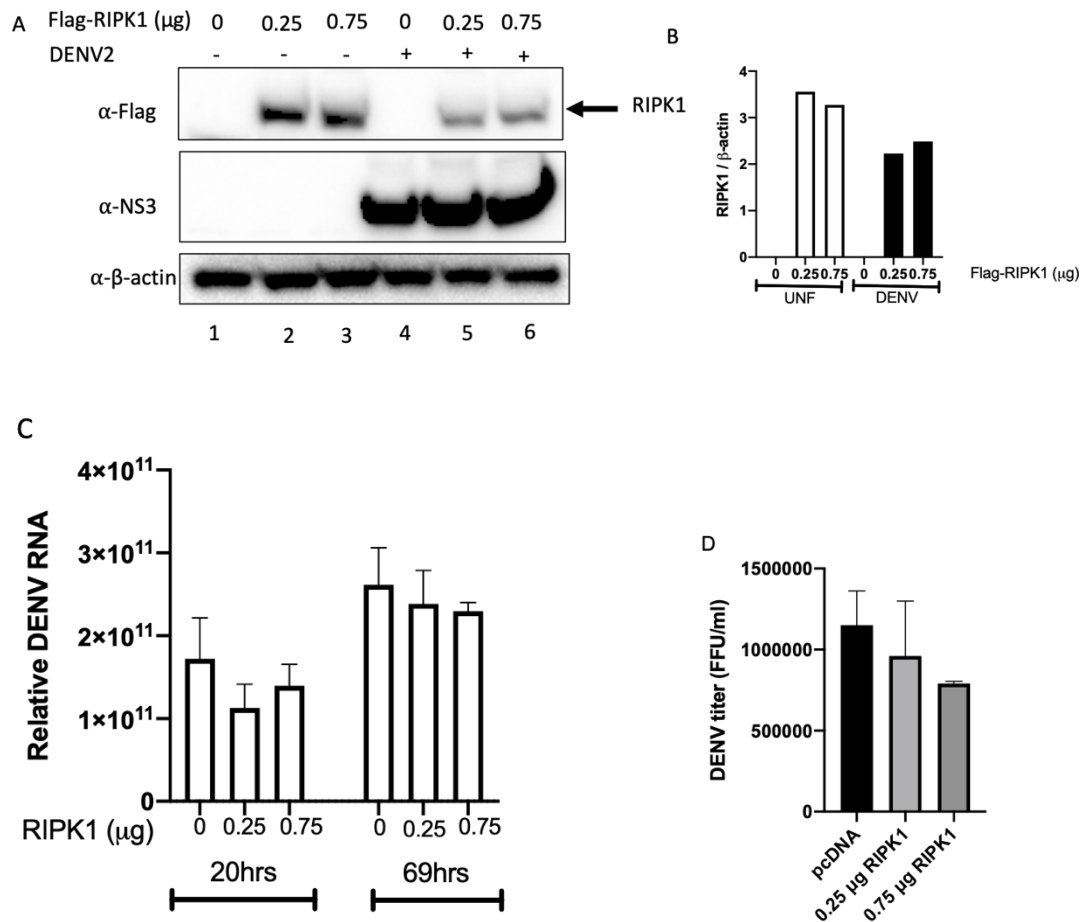 A
Flag-RIPK1 (μg) 0 0.25 0.75 0 0.25 0.75
DENV2 - - - + + +
α-Flag
RIPK1
α-NS3
α-β-actin
1 2 3 4 5 6
B
4
3
2
1
0
RIPK1 / β-actin
0 0.25 0.75 0 0.25 0.75
Flag-RIPK1 (μg)
UNF DENV
C
4×10¹¹
3×10¹¹
2×10¹¹
1×10¹¹
0
Relative DENV RNA
RIPK1 (μg) 0 0.25 0.75 0 0.25 0.75
20hrs 69hrs
D
1500000
1000000
500000
0
DENV titer (FFU/ml)
pcDNA
0.25 μg RIPK1
0.75 μg RIPK1